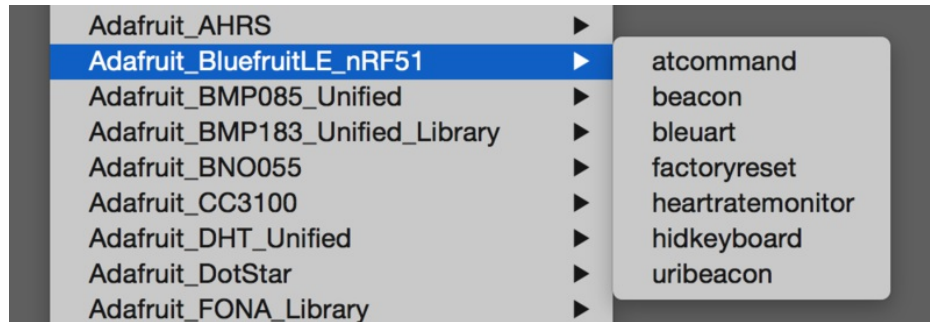 Adafruit_AHRS
Adafruit_BluefruitLE_nRF51
Adafruit_BMP085_Unified
Adafruit_BMP183_Unified_Library
Adafruit_BNO055
Adafruit_CC3100
Adafruit_DHT_Unified
Adafruit_DotStar
Adafruit_FONA_Library
atcommand
beacon
bleuart
factoryreset
heartratemonitor
hidkeyboard
uribeacon